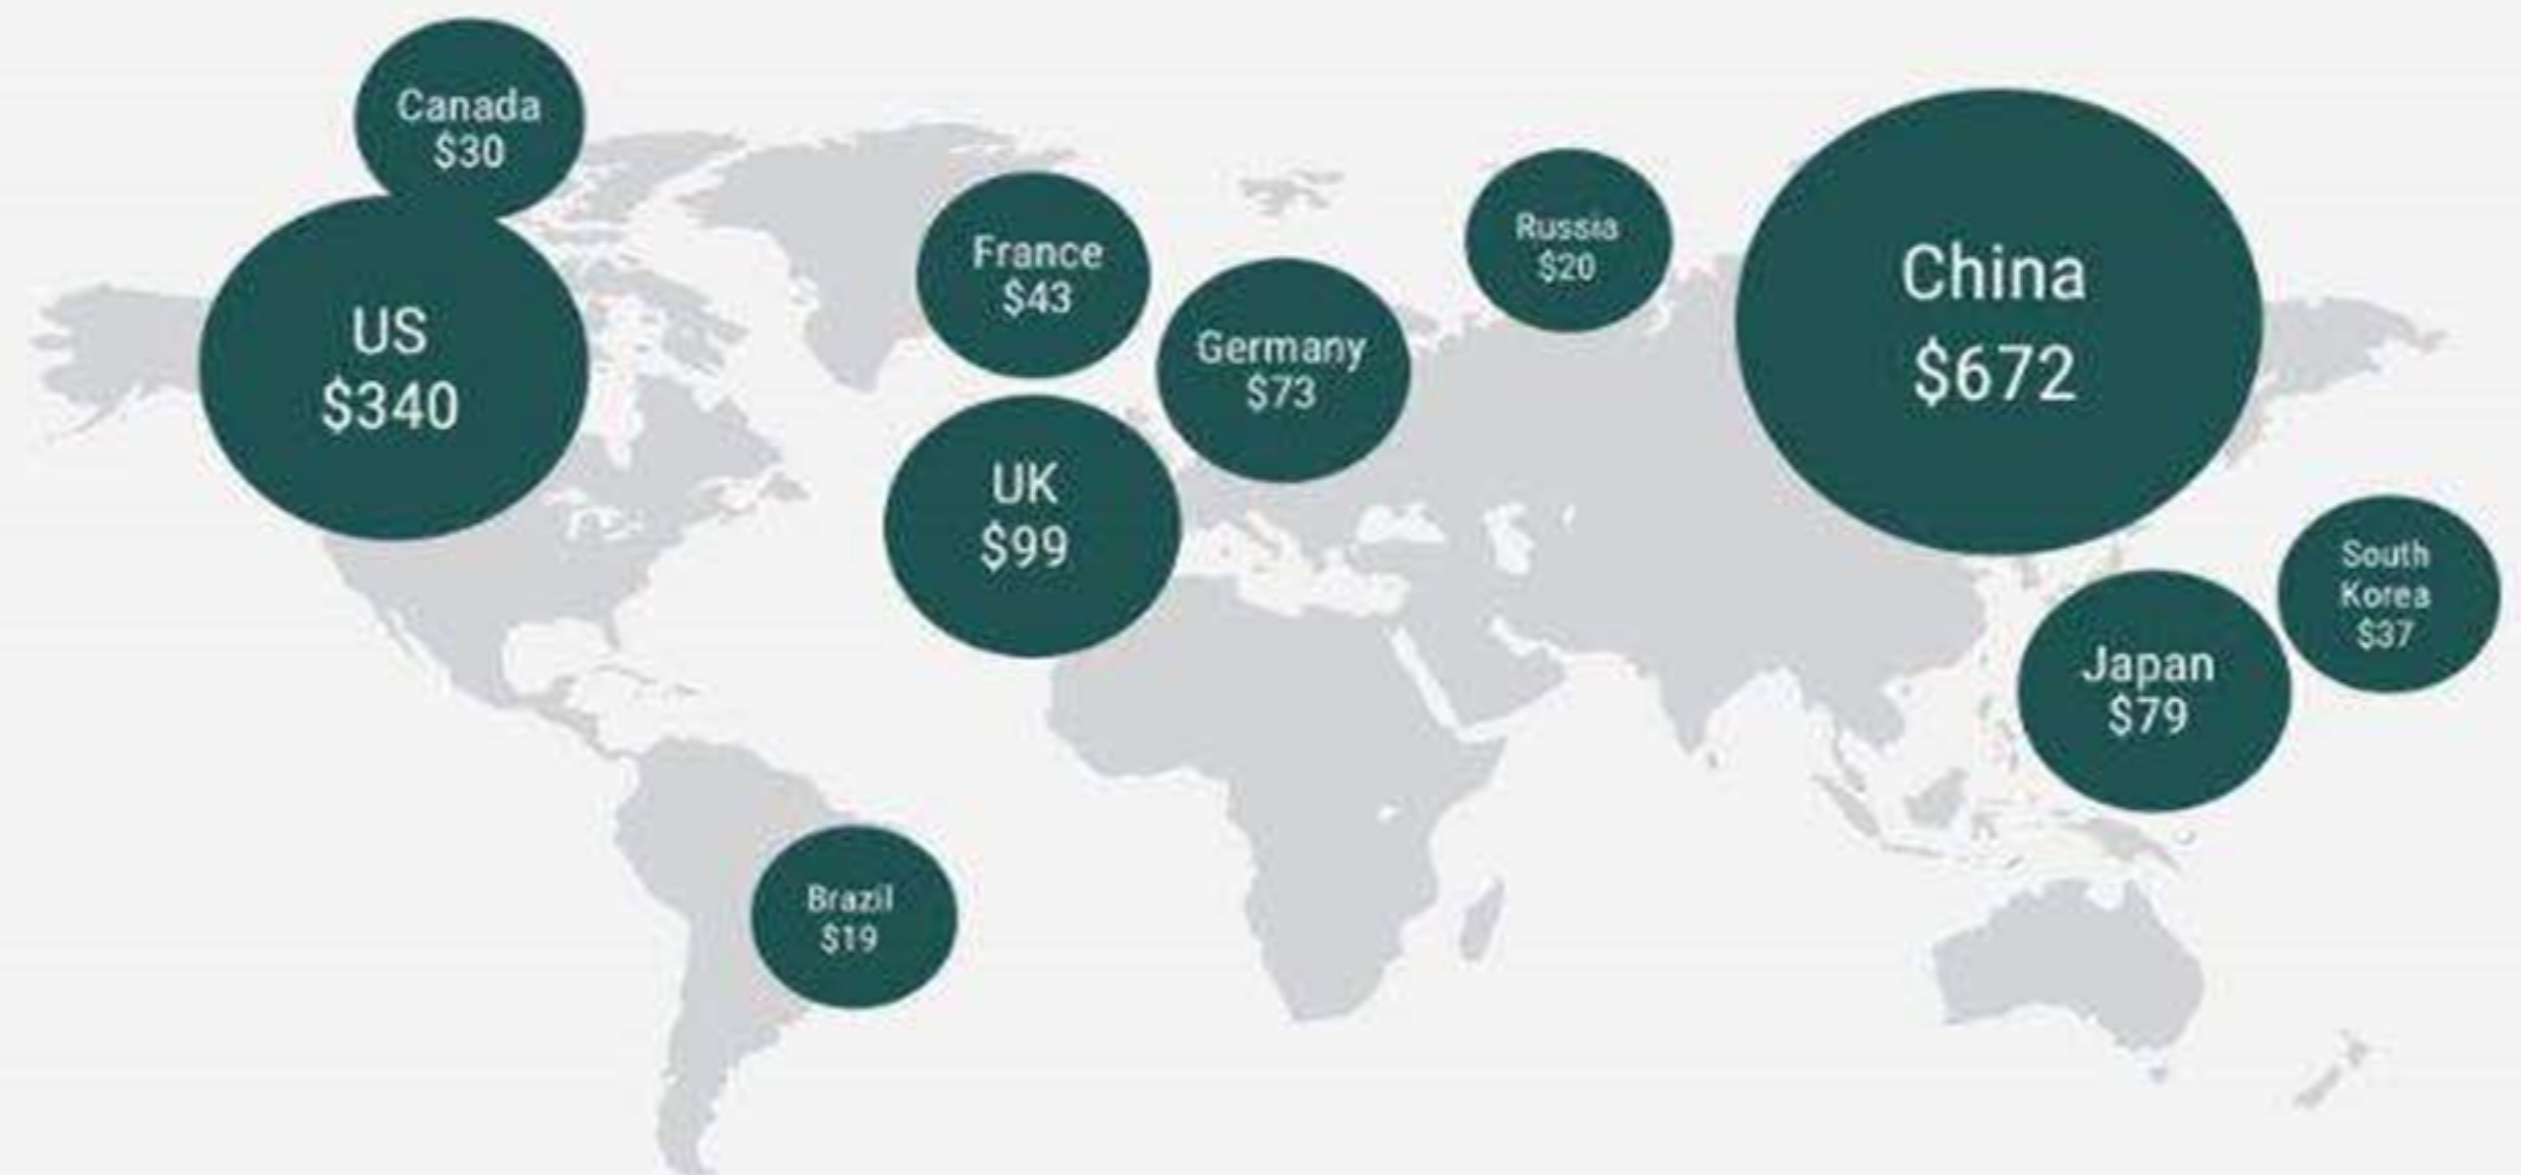 Canada
$30
US
$340
France
$43
Germany
$73
UK
$99
Russia
$20
China
$672
South
Korea
$37
Japan
$79
Brazil
$19